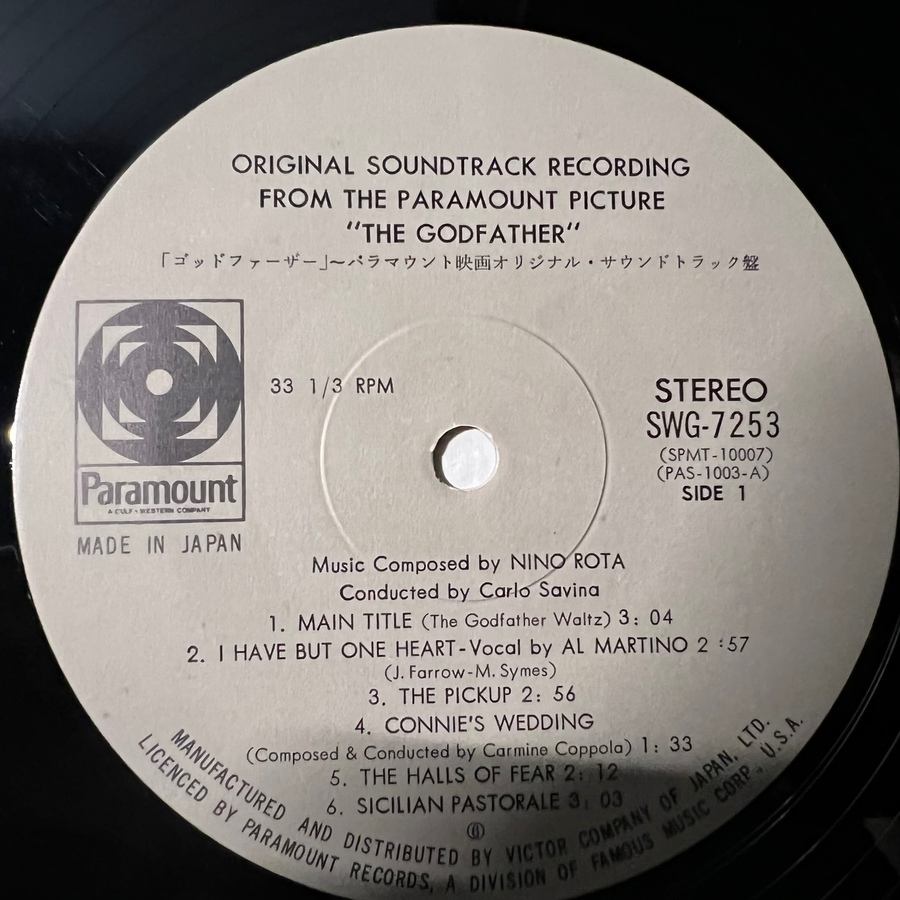 ORIGINAL SOUNDTRACK RECORDING
FROM THE PARAMOUNT PICTURE
"THE GODFATHER"
「ゴッドファーザー」〜パラマウント映画オリジナル・サウンドトラック盤
33 1/3 RPM
STEREO
SWG-7253
(SPMT-10007)
(PAS-1003-A)
SIDE 1
Paramount
A GULF+WESTERN COMPANY
MADE IN JAPAN
Music Composed by NINO ROTA
Conducted by Carlo Savina
1. MAIN TITLE (The Godfather Waltz) 3: 04
2. I HAVE BUT ONE HEART-Vocal by AL MARTINO 2 :57
(J. Farrow-M. Symes)
3. THE PICKUP 2: 56
4. CONNIE'S WEDDING
(Composed & Conducted by Carmine Coppola) 1: 33
5. THE HALLS OF FEAR 2: 12
6. SICILIAN PASTORALE 3: 03
MANUFACTURED AND DISTRIBUTED BY VICTOR COMPANY OF JAPAN, LTD.
LICENCED BY PARAMOUNT RECORDS, A DIVISION OF FAMOUS MUSIC CORP., U.S.A.